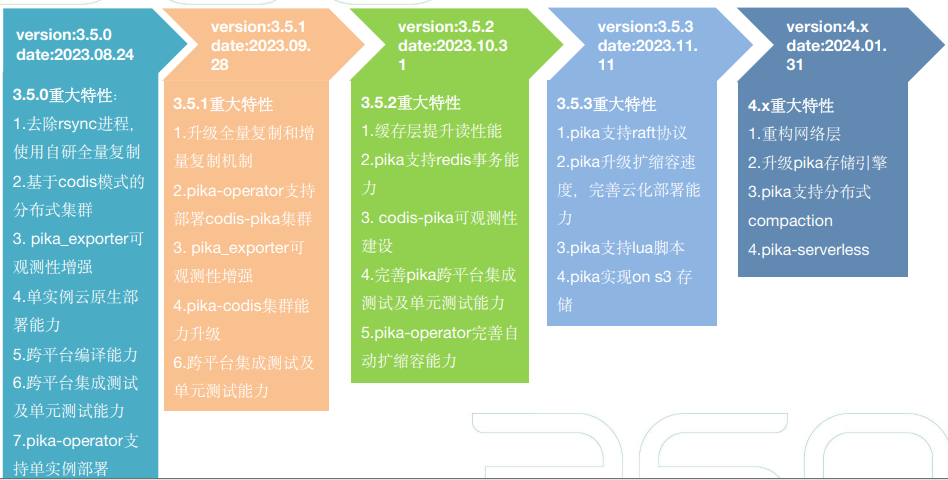 version:3.5.0
date:2023.08.24
3.5.0重大特性:
1.去除rsync进程,
使用自研全量复制
2.基于codis模式的
分布式集群
3. pika_exporter可
观测性增强
4.单实例云原生部
署能力
5.跨平台编译能力
6.跨平台集成测试
及单元测试能力
7.pika-operator支
持单实例部署
version:3.5.1
date:2023.09.
28
3.5.1重大特性
1.升级全量复制和增
量复制机制
2.pika-operator支持
部署codis-pika集群
3. pika_exporter可
观测性增强
4.pika-codis集群能
力升级
6.跨平台集成测试及
单元测试能力
version:3.5.2
date:2023.10.3
1
3.5.2重大特性
1.缓存层提升读性能
2.pika支持redis事务能
力
3. codis-pika可观测性
建设
4.完善pika跨平台集成
测试及单元测试能力
5.pika-operator完善自
动扩缩容能力
version:3.5.3
date:2023.11.
11
3.5.3重大特性
1.pika支持raft协议
2.pika升级扩缩容速
度，完善云化部署能
力
3.pika支持lua脚本
4.pika实现on s3 存
储
version:4.x
date:2024.01.
31
4.x重大特性
1.重构网络层
2.升级pika存储引擎
3.pika支持分布式
compaction
4.pika-serverless
360